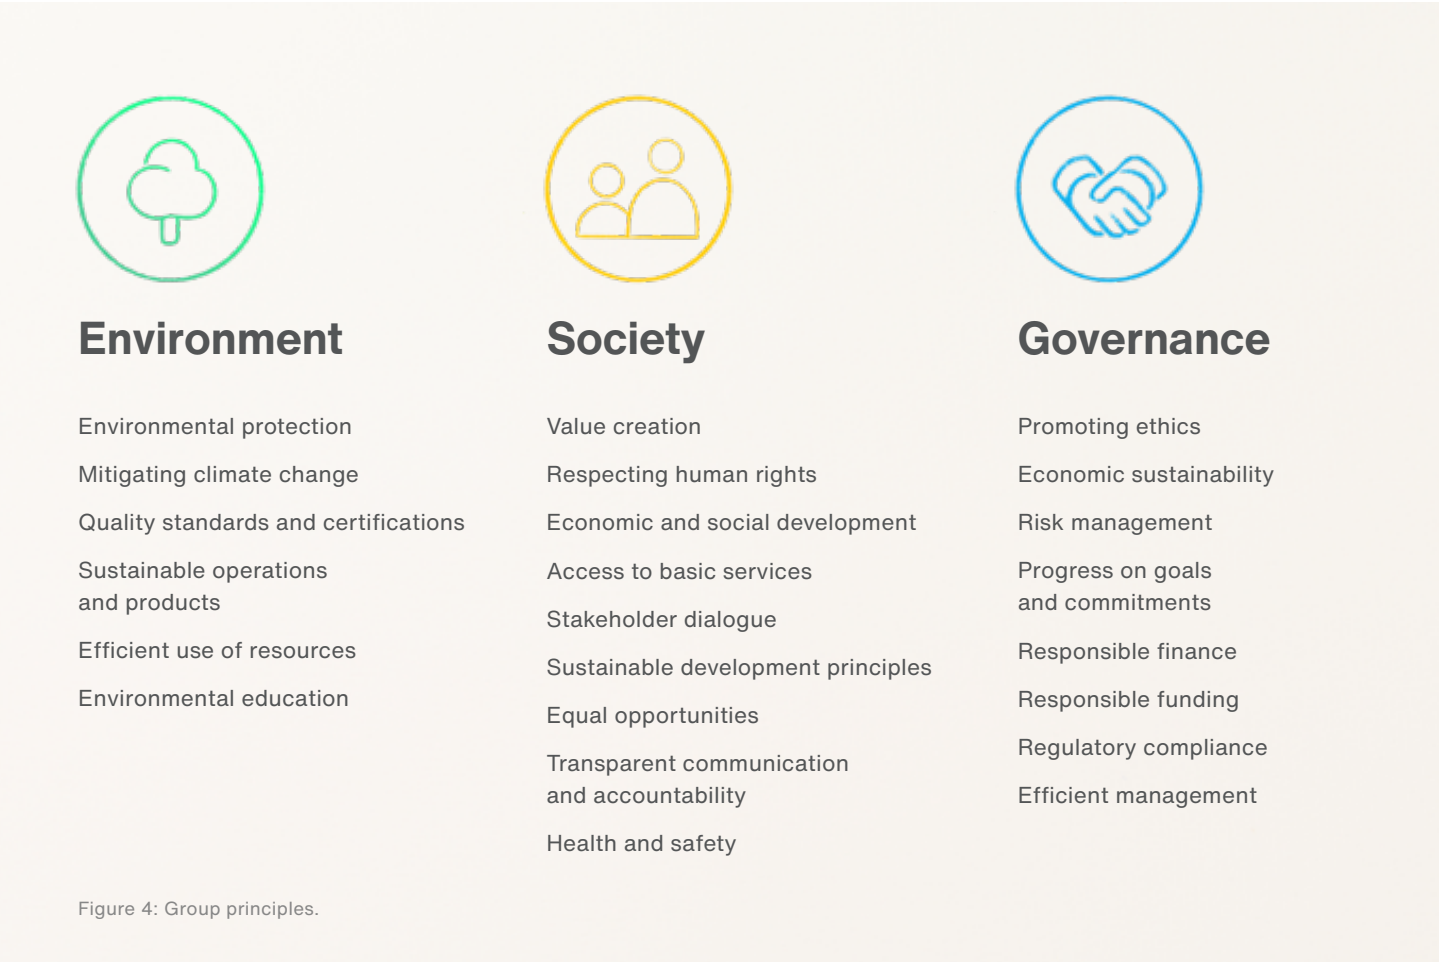 Environment
Environmental protection
Mitigating climate change
Quality standards and certifications
Sustainable operations
and products
Efficient use of resources
Environmental education
Society
Value creation
Respecting human rights
Economic and social development
Access to basic services
Stakeholder dialogue
Sustainable development principles
Equal opportunities
Transparent communication
and accountability
Health and safety
Governance
Promoting ethics
Economic sustainability
Risk management
Progress on goals
and commitments
Responsible finance
Responsible funding
Regulatory compliance
Efficient management
Figure 4: Group principles.